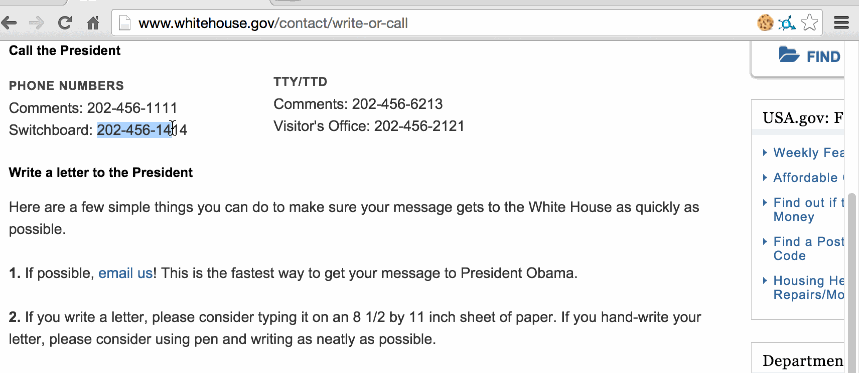 www.whitehouse.gov/contact/write-or-call
Call the President
PHONE NUMBERS
Comments: 202-456-1111
Switchboard: 202-456-1414
TTY/TTD
Comments: 202-456-6213
Visitor's Office: 202-456-2121
Write a letter to the President
Here are a few simple things you can do to make sure your message gets to the White House as quickly as
possible.
1. If possible, email us! This is the fastest way to get your message to President Obama.
2. If you write a letter, please consider typing it on an 8 1/2 by 11 inch sheet of paper. If you hand-write your
letter, please consider using pen and writing as neatly as possible.
FIND
USA.gov: F
Weekly Fea
Affordable
Find out if t
Money
Find a Post
Code
Housing He
Repairs/Mo
Departmen